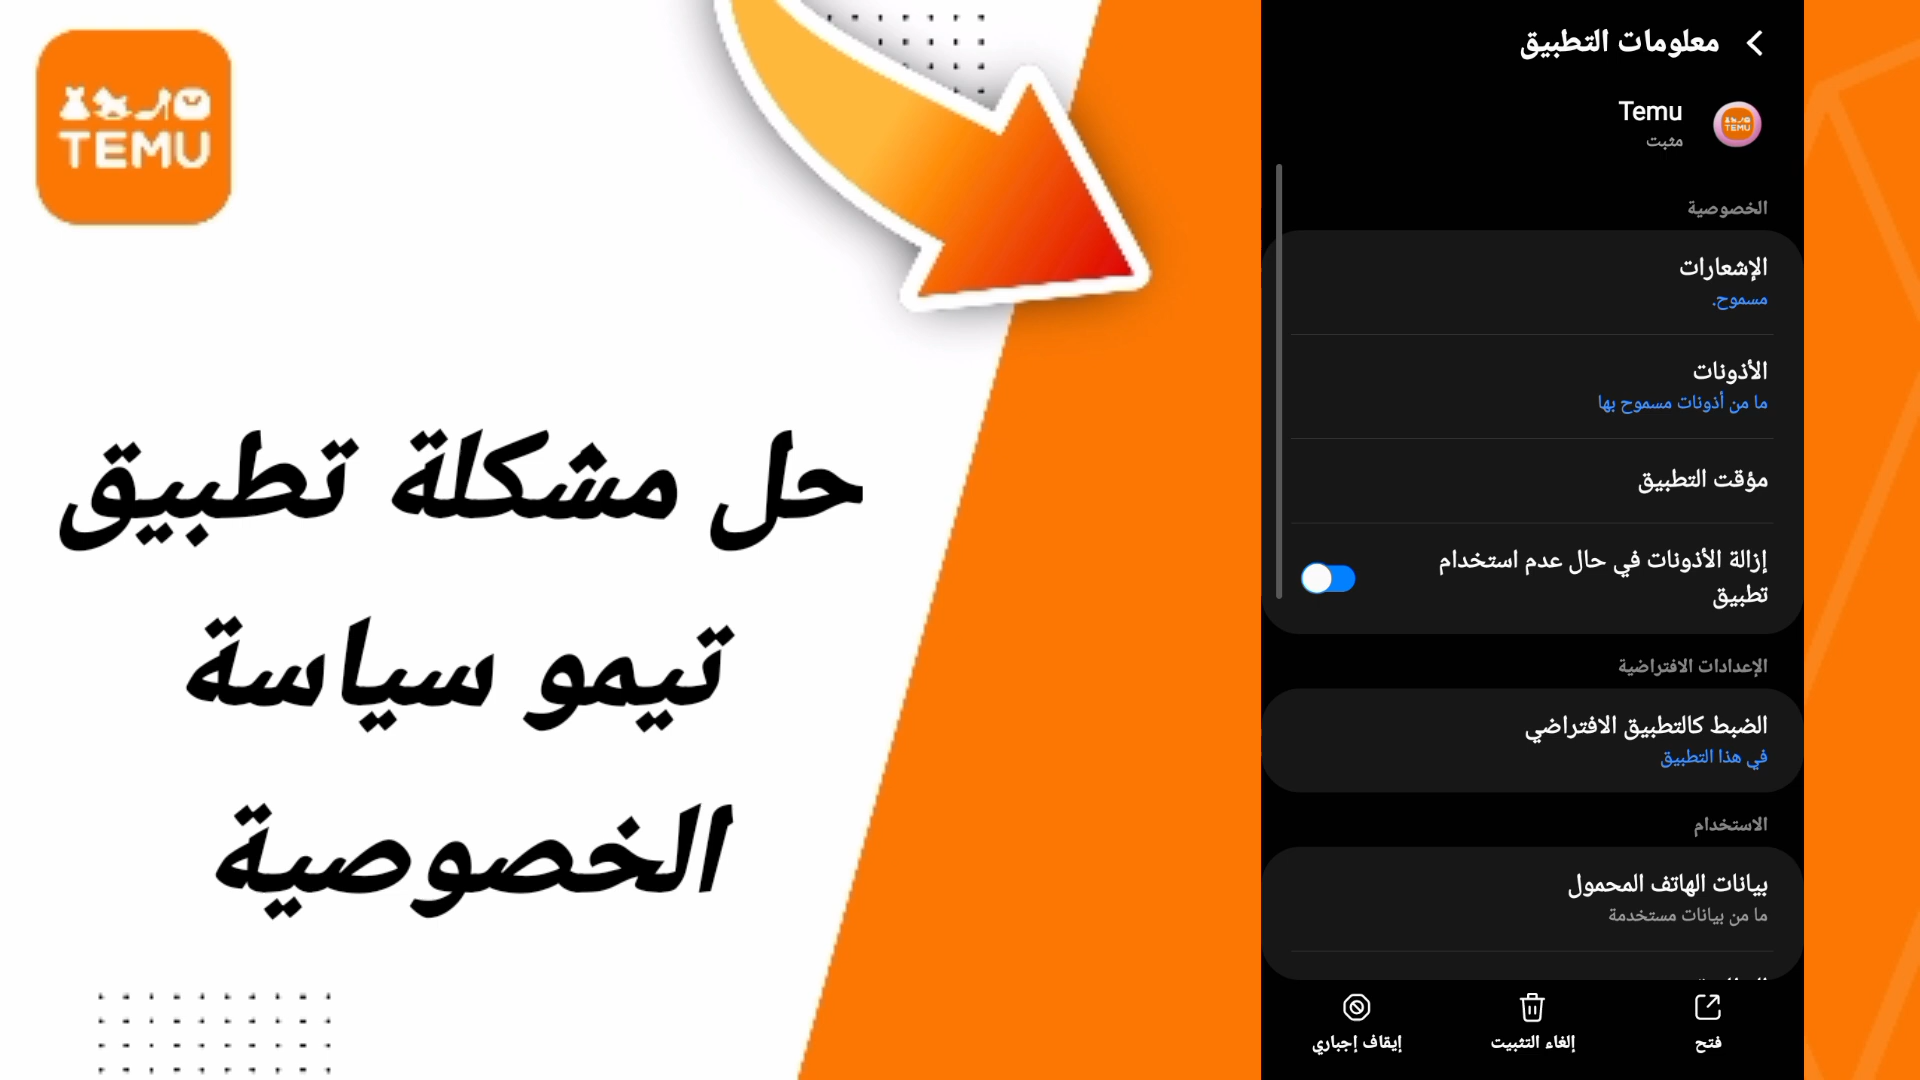 TEMU
حل مشكلة تطبيق
تيمو سياسة
الخصوصية
معلومات التطبيق
Temu
مثبت
TEMU
الخصوصية
الإشعارات
مسموح.
الأذونات
ما من أذونات مسموح بها
مؤقت التطبيق
إزالة الأذونات في حال عدم استخدام
تطبيق
الإعدادات الافتراضية
الضبط كالتطبيق الافتراضي
في هذا التطبيق
الاستخدام
بيانات الهاتف المحمول
ما من بيانات مستخدمة
فتح
إلغاء التثبيت
إيقاف إجباري